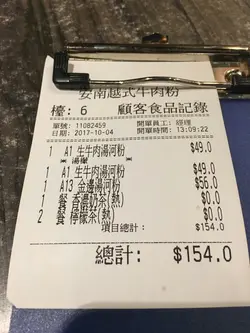 安南越式牛肉粉
檯: 6 顧客食品記錄
單號: 11082459 開單員工: 經理
日期: 2017-10-04 開單時間: 13:09:22
1 A1 生牛肉湯河粉 $49.0
* 湯檬 *
1 A1 生牛肉湯河粉 $49.0
1 A13 金邊湯河粉 $56.0
1 餐 香濃奶茶(熱) $0.0
2 餐 檸檬茶(熱) $0.0
項目總計: $154.0
總計: $154.0